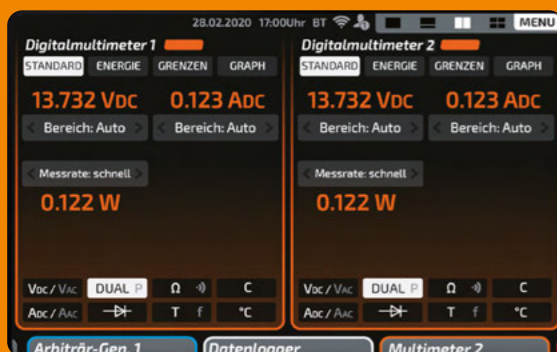 28.02.2020 17:00Uhr BT MENU
Digitalmultimeter 1
STANDARD ENERGIE GRENZEN GRAPH
13.732 VDC 0.123 ADC
< Bereich: Auto > < Bereich: Auto >
< Messrate: schnell >
0.122 W
VDC / VAC DUAL P Ω C
ADC / AAC T f °C
Digitalmultimeter 2
STANDARD ENERGIE GRENZEN GRAPH
13.732 VDC 0.123 ADC
< Bereich: Auto > < Bereich: Auto >
< Messrate: schnell >
0.122 W
VDC / VAC DUAL P Ω C
ADC / AAC T f °C
Arbiträr-Gen. 1 Datenlogger Multimeter 2